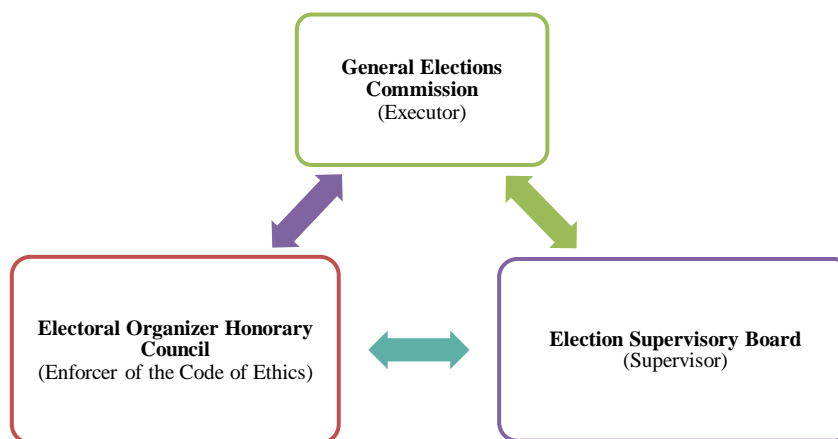 General Elections
Commission
(Executor)
Electoral Organizer Honorary
Council
(Enforcer of the Code of Ethics)
Election Supervisory Board
(Supervisor)